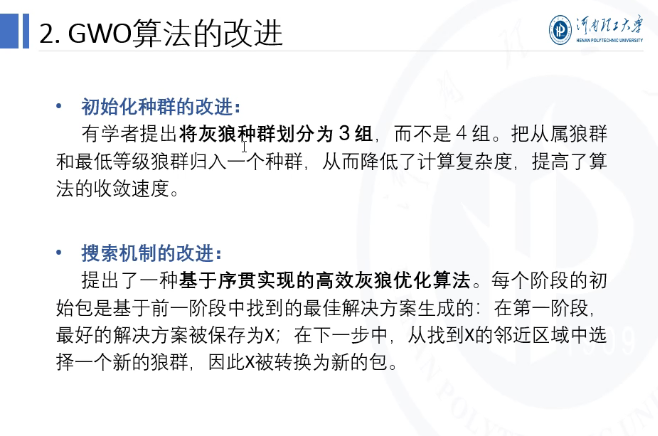 2. GWO算法的改进
河南理工大学
HENAN POLYTECHNIC UNIVERSITY
• 初始化种群的改进：
有学者提出将灰狼种群划分为 3 组，而不是 4 组。把从属狼群
和最低等级狼群归入一个种群，从而降低了计算复杂度，提高了算
法的收敛速度。
• 搜索机制的改进：
提出了一种基于序贯实现的高效灰狼优化算法。每个阶段的初
始包是基于前一阶段中找到的最佳解决方案生成的：在第一阶段，
最好的解决方案被保存为X；在下一步中，从找到X的邻近区域中选
择一个新的狼群，因此X被转换为新的包。